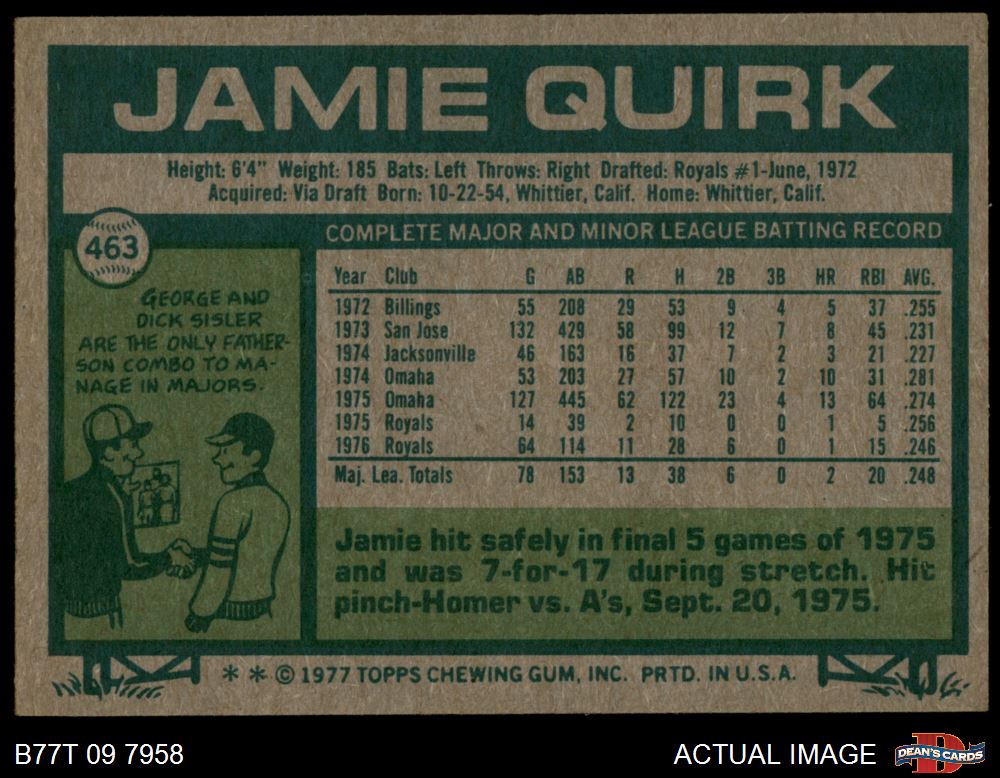 JAMIE QUIRK
Height: 6'4" Weight: 185 Bats: Left Throws: Right Drafted: Royals #1-June, 1972
Acquired: Via Draft Born: 10-22-54, Whittier, Calif. Home: Whittier, Calif.
463
GEORGE AND
DICK SISLER
ARE THE ONLY FATHER-
SON COMBO TO MA-
NAGE IN MAJORS.
COMPLETE MAJOR AND MINOR LEAGUE BATTING RECORD
Year Club G AB R H 2B 3B HR RBI AVG.
1972 Billings 55 208 29 53 9 4 5 37 .255
1973 San Jose 132 429 58 99 12 7 8 45 .231
1974 Jacksonville 46 163 16 37 7 2 3 21 .227
1974 Omaha 53 203 27 57 10 2 10 31 .281
1975 Omaha 127 445 62 122 23 4 13 64 .274
1975 Royals 14 39 2 10 0 0 1 5 .256
1976 Royals 64 114 11 28 6 0 1 15 .246
Maj. Lea. Totals 78 153 13 38 6 0 2 20 .248
Jamie hit safely in final 5 games of 1975
and was 7-for-17 during stretch. Hit
pinch-Homer vs. A's, Sept. 20, 1975.
* * © 1977 TOPPS CHEWING GUM, INC. PRTD. IN U.S.A.
B77T 09 7958
ACTUAL IMAGE
D
DEAN'S CARDS